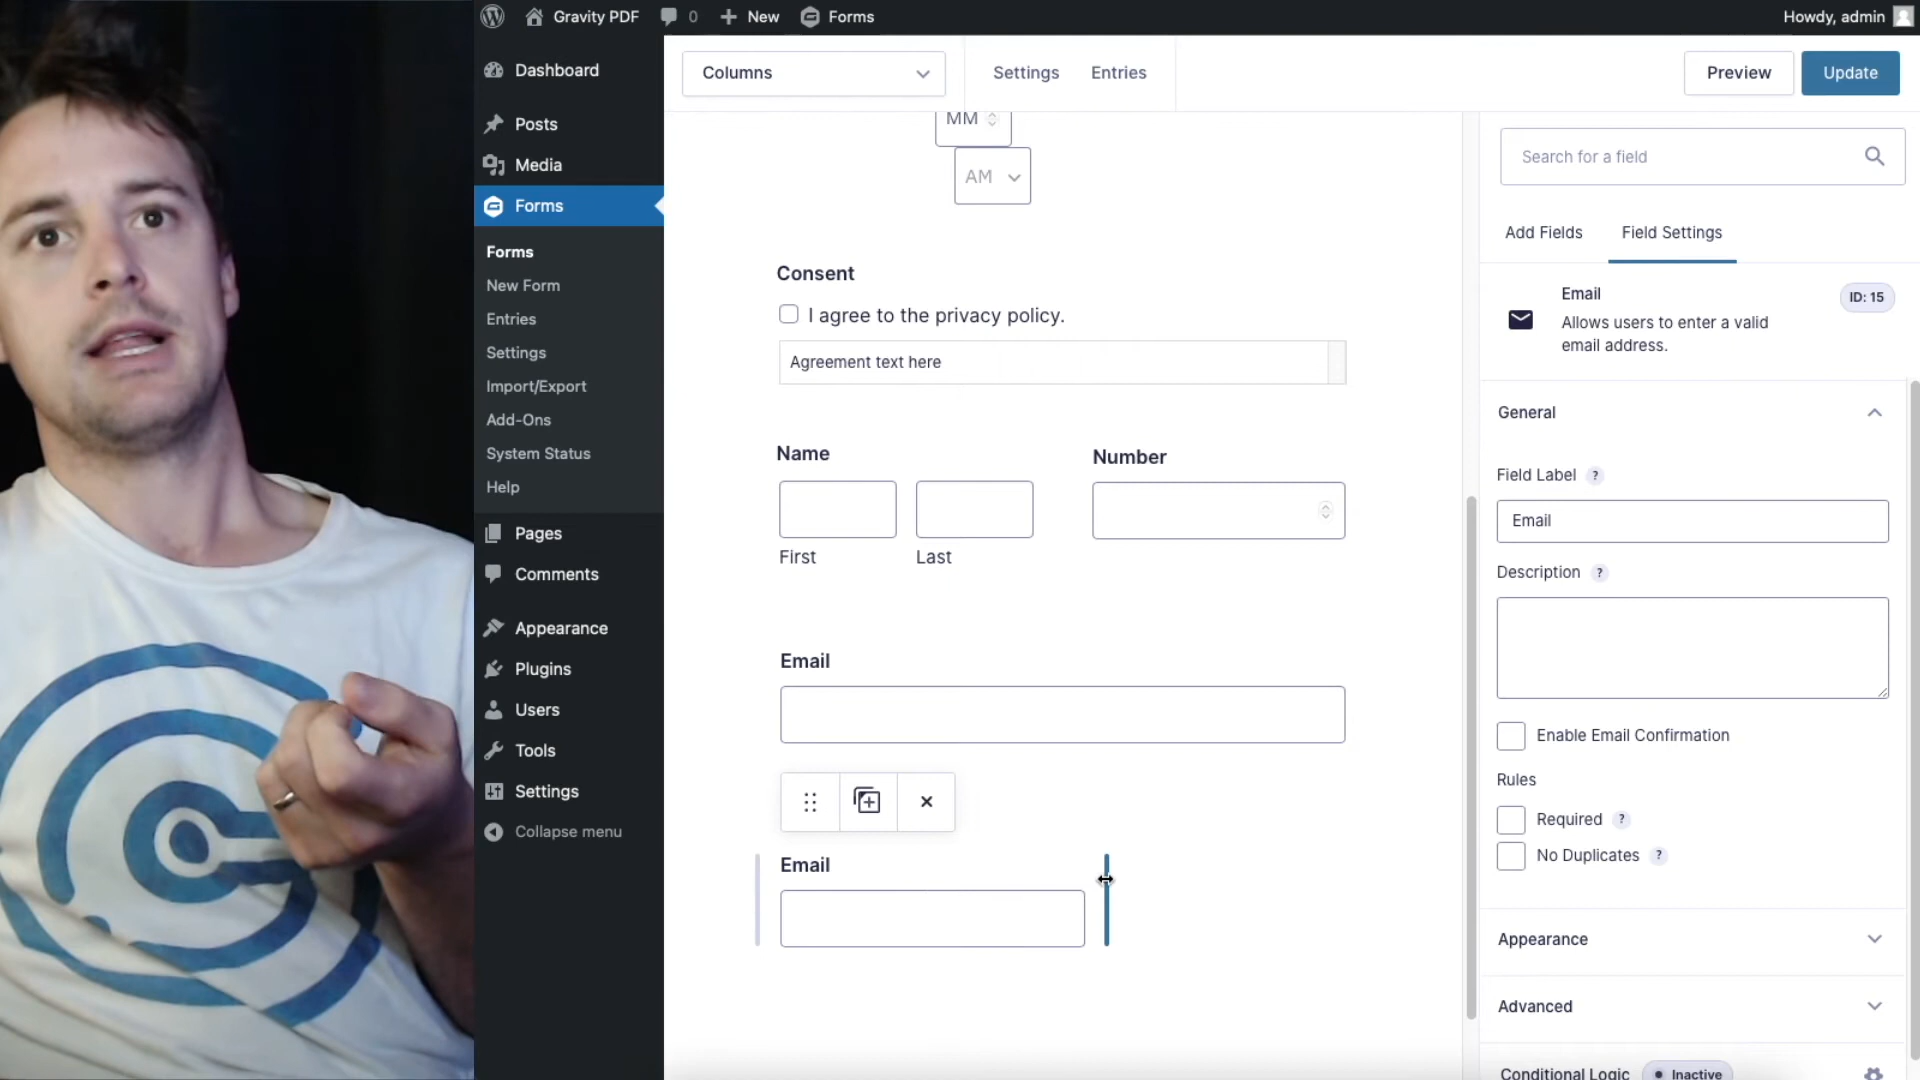 Gravity PDF
0
New
Forms
Howdy, admin
Dashboard
Posts
Media
Forms
Forms
New Form
Entries
Settings
Import/Export
Add-Ons
System Status
Help
Pages
Comments
Appearance
Plugins
Users
Tools
Settings
Collapse menu
Columns
Settings
Entries
Preview
Update
MM
AM
Consent
I agree to the privacy policy.
Agreement text here
Name
Number
First
Last
Email
Email
Search for a field
Add Fields
Field Settings
Email
ID: 15
Allows users to enter a valid
email address.
General
Field Label ?
Email
Description ?
Enable Email Confirmation
Rules
Required ?
No Duplicates ?
Appearance
Advanced
Conditional Logic
Inactive